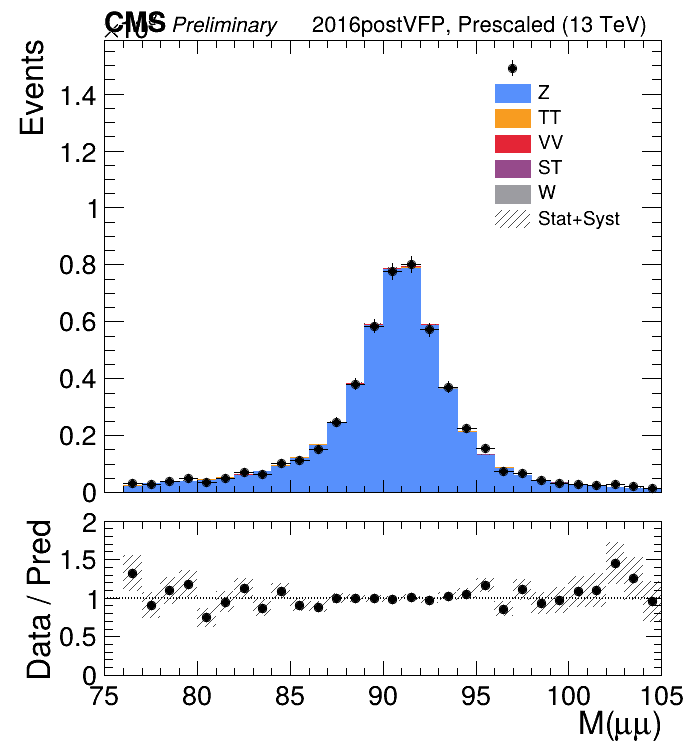 CMS Preliminary 2016postVFP, Prescaled (13 TeV)
Events
1.4
1.2
1
0.8
0.6
0.4
0.2
0
Z
TT
VV
ST
W
Stat+Syst
Data / Pred
2
1.5
1
0.5
0
75 80 85 90 95 100 105
M(μμ)